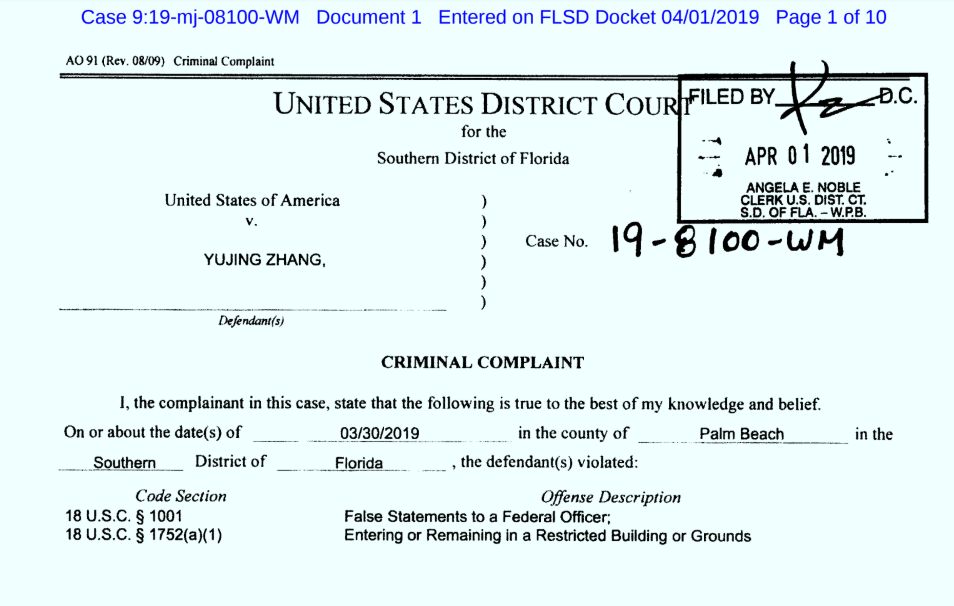 Case 9:19-mj-08100-WM Document 1 Entered on FLSD Docket 04/01/2019 Page 1 of 10
AO 91 (Rev. 08/09) Criminal Complaint
UNITED STATES DISTRICT COURT
for the
Southern District of Florida
FILED BY D.C.
APR 01 2019
ANGELA E. NOBLE
CLERK U.S. DIST. CT.
S.D. OF FLA. – W.P.B.
United States of America )
v. )
) Case No. 19-8100-WM
YUJING ZHANG, )
)
)
Defendant(s)
CRIMINAL COMPLAINT
I, the complainant in this case, state that the following is true to the best of my knowledge and belief.
On or about the date(s) of 03/30/2019 in the county of Palm Beach in the
Southern District of Florida , the defendant(s) violated:
Code Section Offense Description
18 U.S.C. § 1001 False Statements to a Federal Officer;
18 U.S.C. § 1752(a)(1) Entering or Remaining in a Restricted Building or Grounds